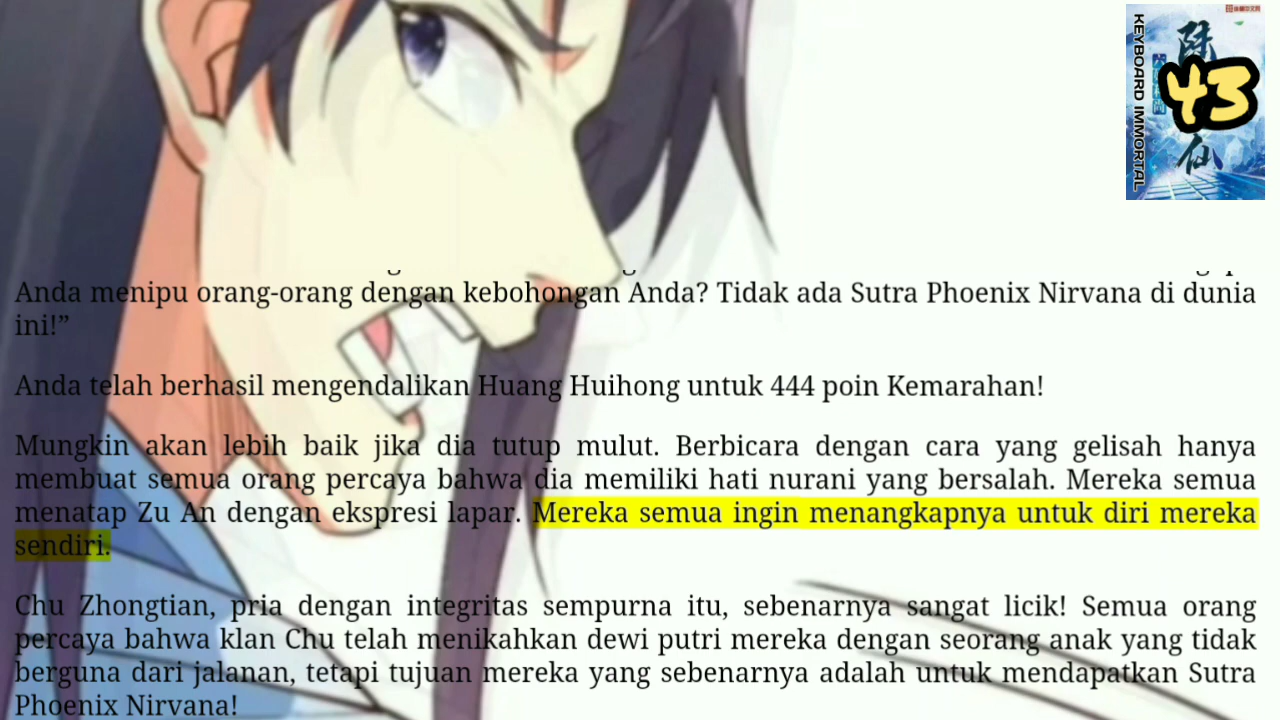 KEYBOARD IMMORTAL
43
仙
Anda menipu orang-orang dengan kebohongan Anda? Tidak ada Sutra Phoenix Nirvana di dunia
ini!”
Anda telah berhasil mengendalikan Huang Huihong untuk 444 poin Kemarahan!
Mungkin akan lebih baik jika dia tutup mulut. Berbicara dengan cara yang gelisah hanya
membuat semua orang percaya bahwa dia memiliki hati nurani yang bersalah. Mereka semua
menatap Zu An dengan ekspresi lapar. Mereka semua ingin menangkapnya untuk diri mereka
sendiri.
Chu Zhongtian, pria dengan integritas sempurna itu, sebenarnya sangat licik! Semua orang
percaya bahwa klan Chu telah menikahkan dewi putri mereka dengan seorang anak yang tidak
berguna dari jalanan, tetapi tujuan mereka yang sebenarnya adalah untuk mendapatkan Sutra
Phoenix Nirvana!